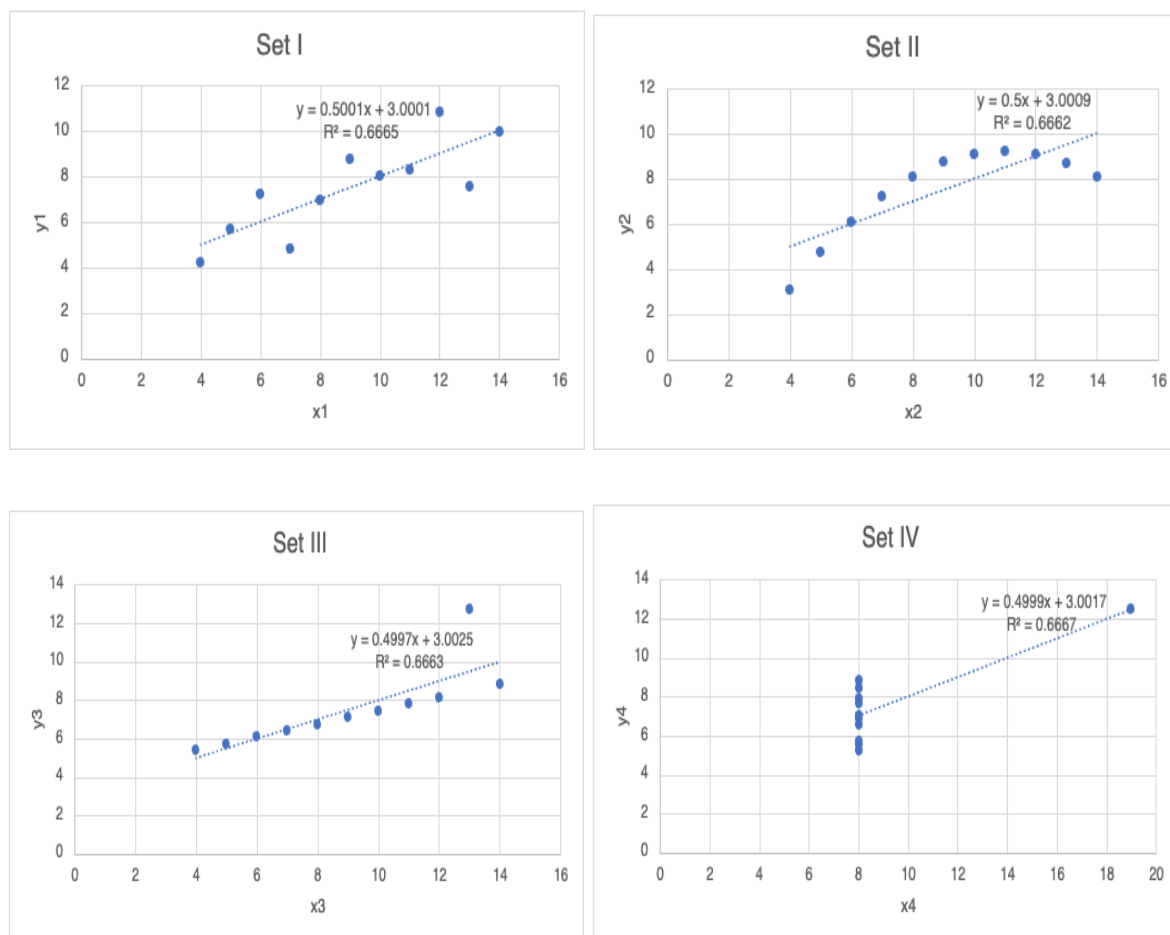 Set I
y = 0.5001x + 3.0001
R² = 0.6665
12
10
8
6
4
2
0
y1
0 2 4 6 8 10 12 14 16
x1
Set II
y = 0.5x + 3.0009
R² = 0.6662
12
10
8
6
4
2
0
y2
0 2 4 6 8 10 12 14 16
x2
Set III
y = 0.4997x + 3.0025
R² = 0.6663
14
12
10
8
6
4
2
0
y3
0 2 4 6 8 10 12 14 16
x3
Set IV
y = 0.4999x + 3.0017
R² = 0.6667
14
12
10
8
6
4
2
0
y4
0 2 4 6 8 10 12 14 16 18 20
x4